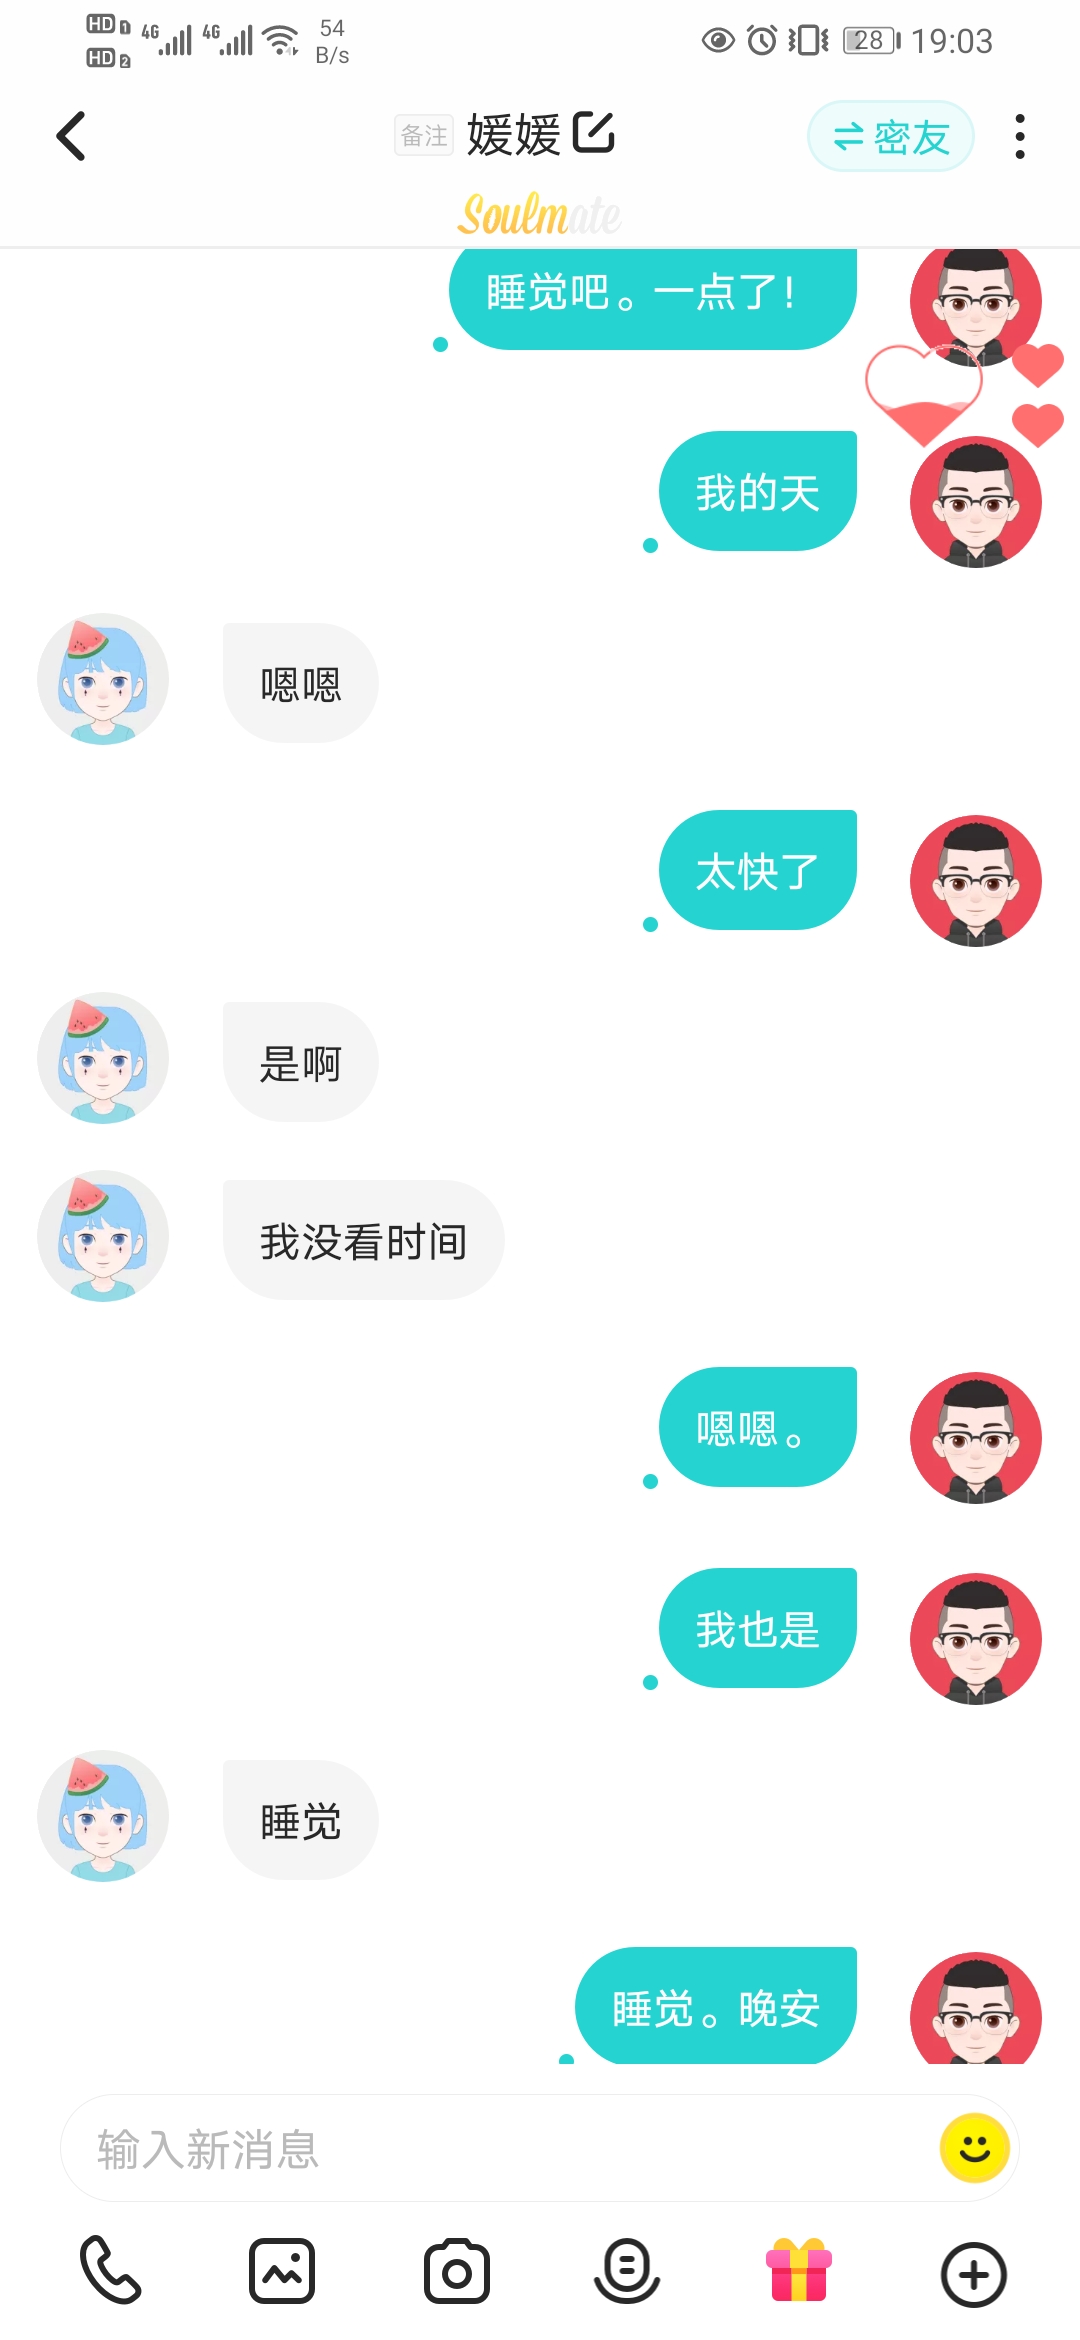 HD 1 4G 4G 54
HD 2 B/s
28 19:03
备注 媛媛 密友
Soulmate
睡觉吧。一点了!
我的天
嗯嗯
太快了
是啊
我没看时间
嗯嗯。
我也是
睡觉
睡觉。晚安
输入新消息